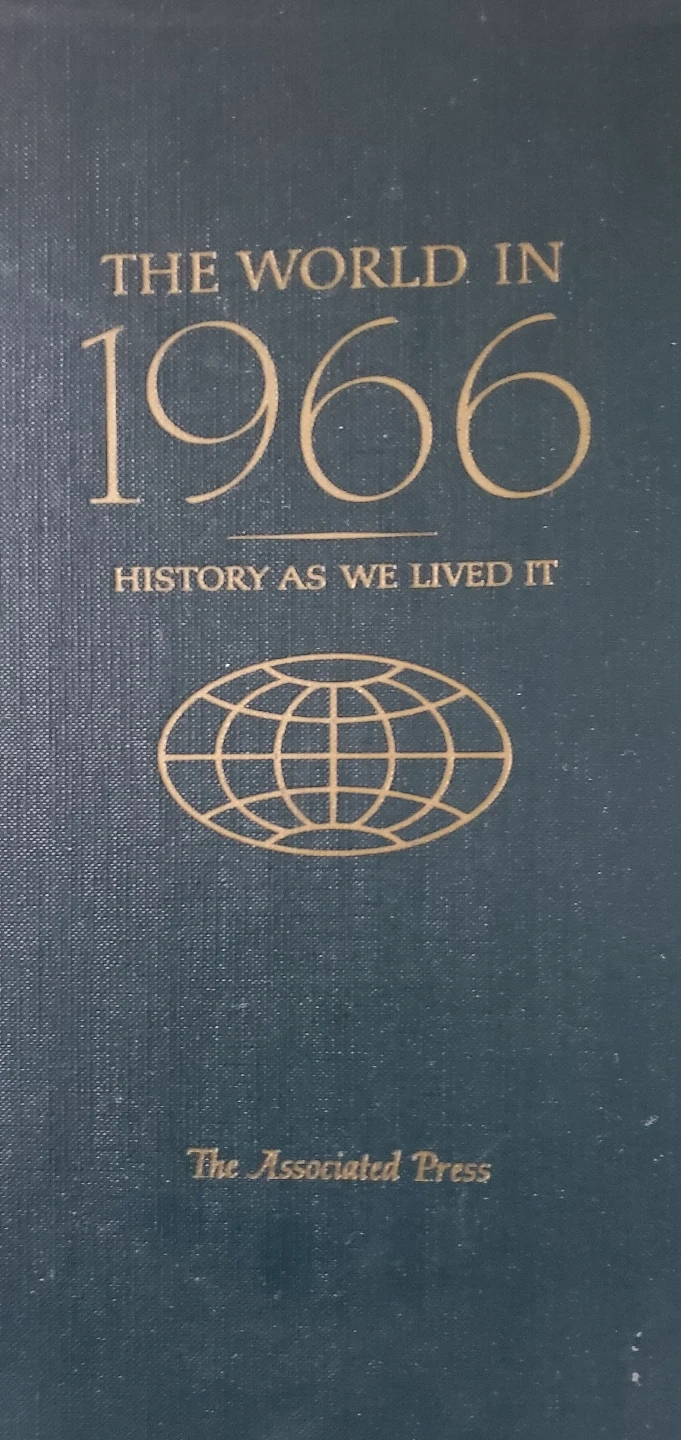 THE WORLD IN
1966
HISTORY AS WE LIVED IT
The Associated Press